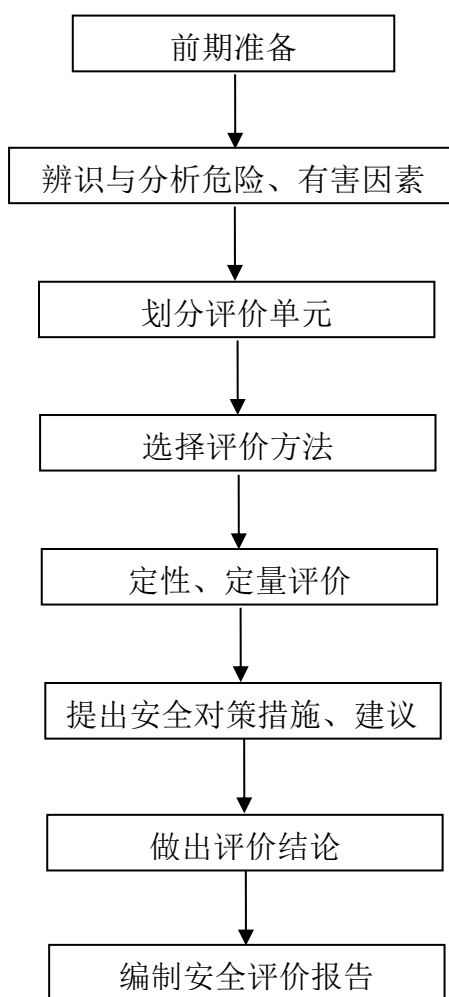 前期准备
辨识与分析危险、有害因素
划分评价单元
选择评价方法
定性、定量评价
提出安全对策措施、建议
做出评价结论
编制安全评价报告